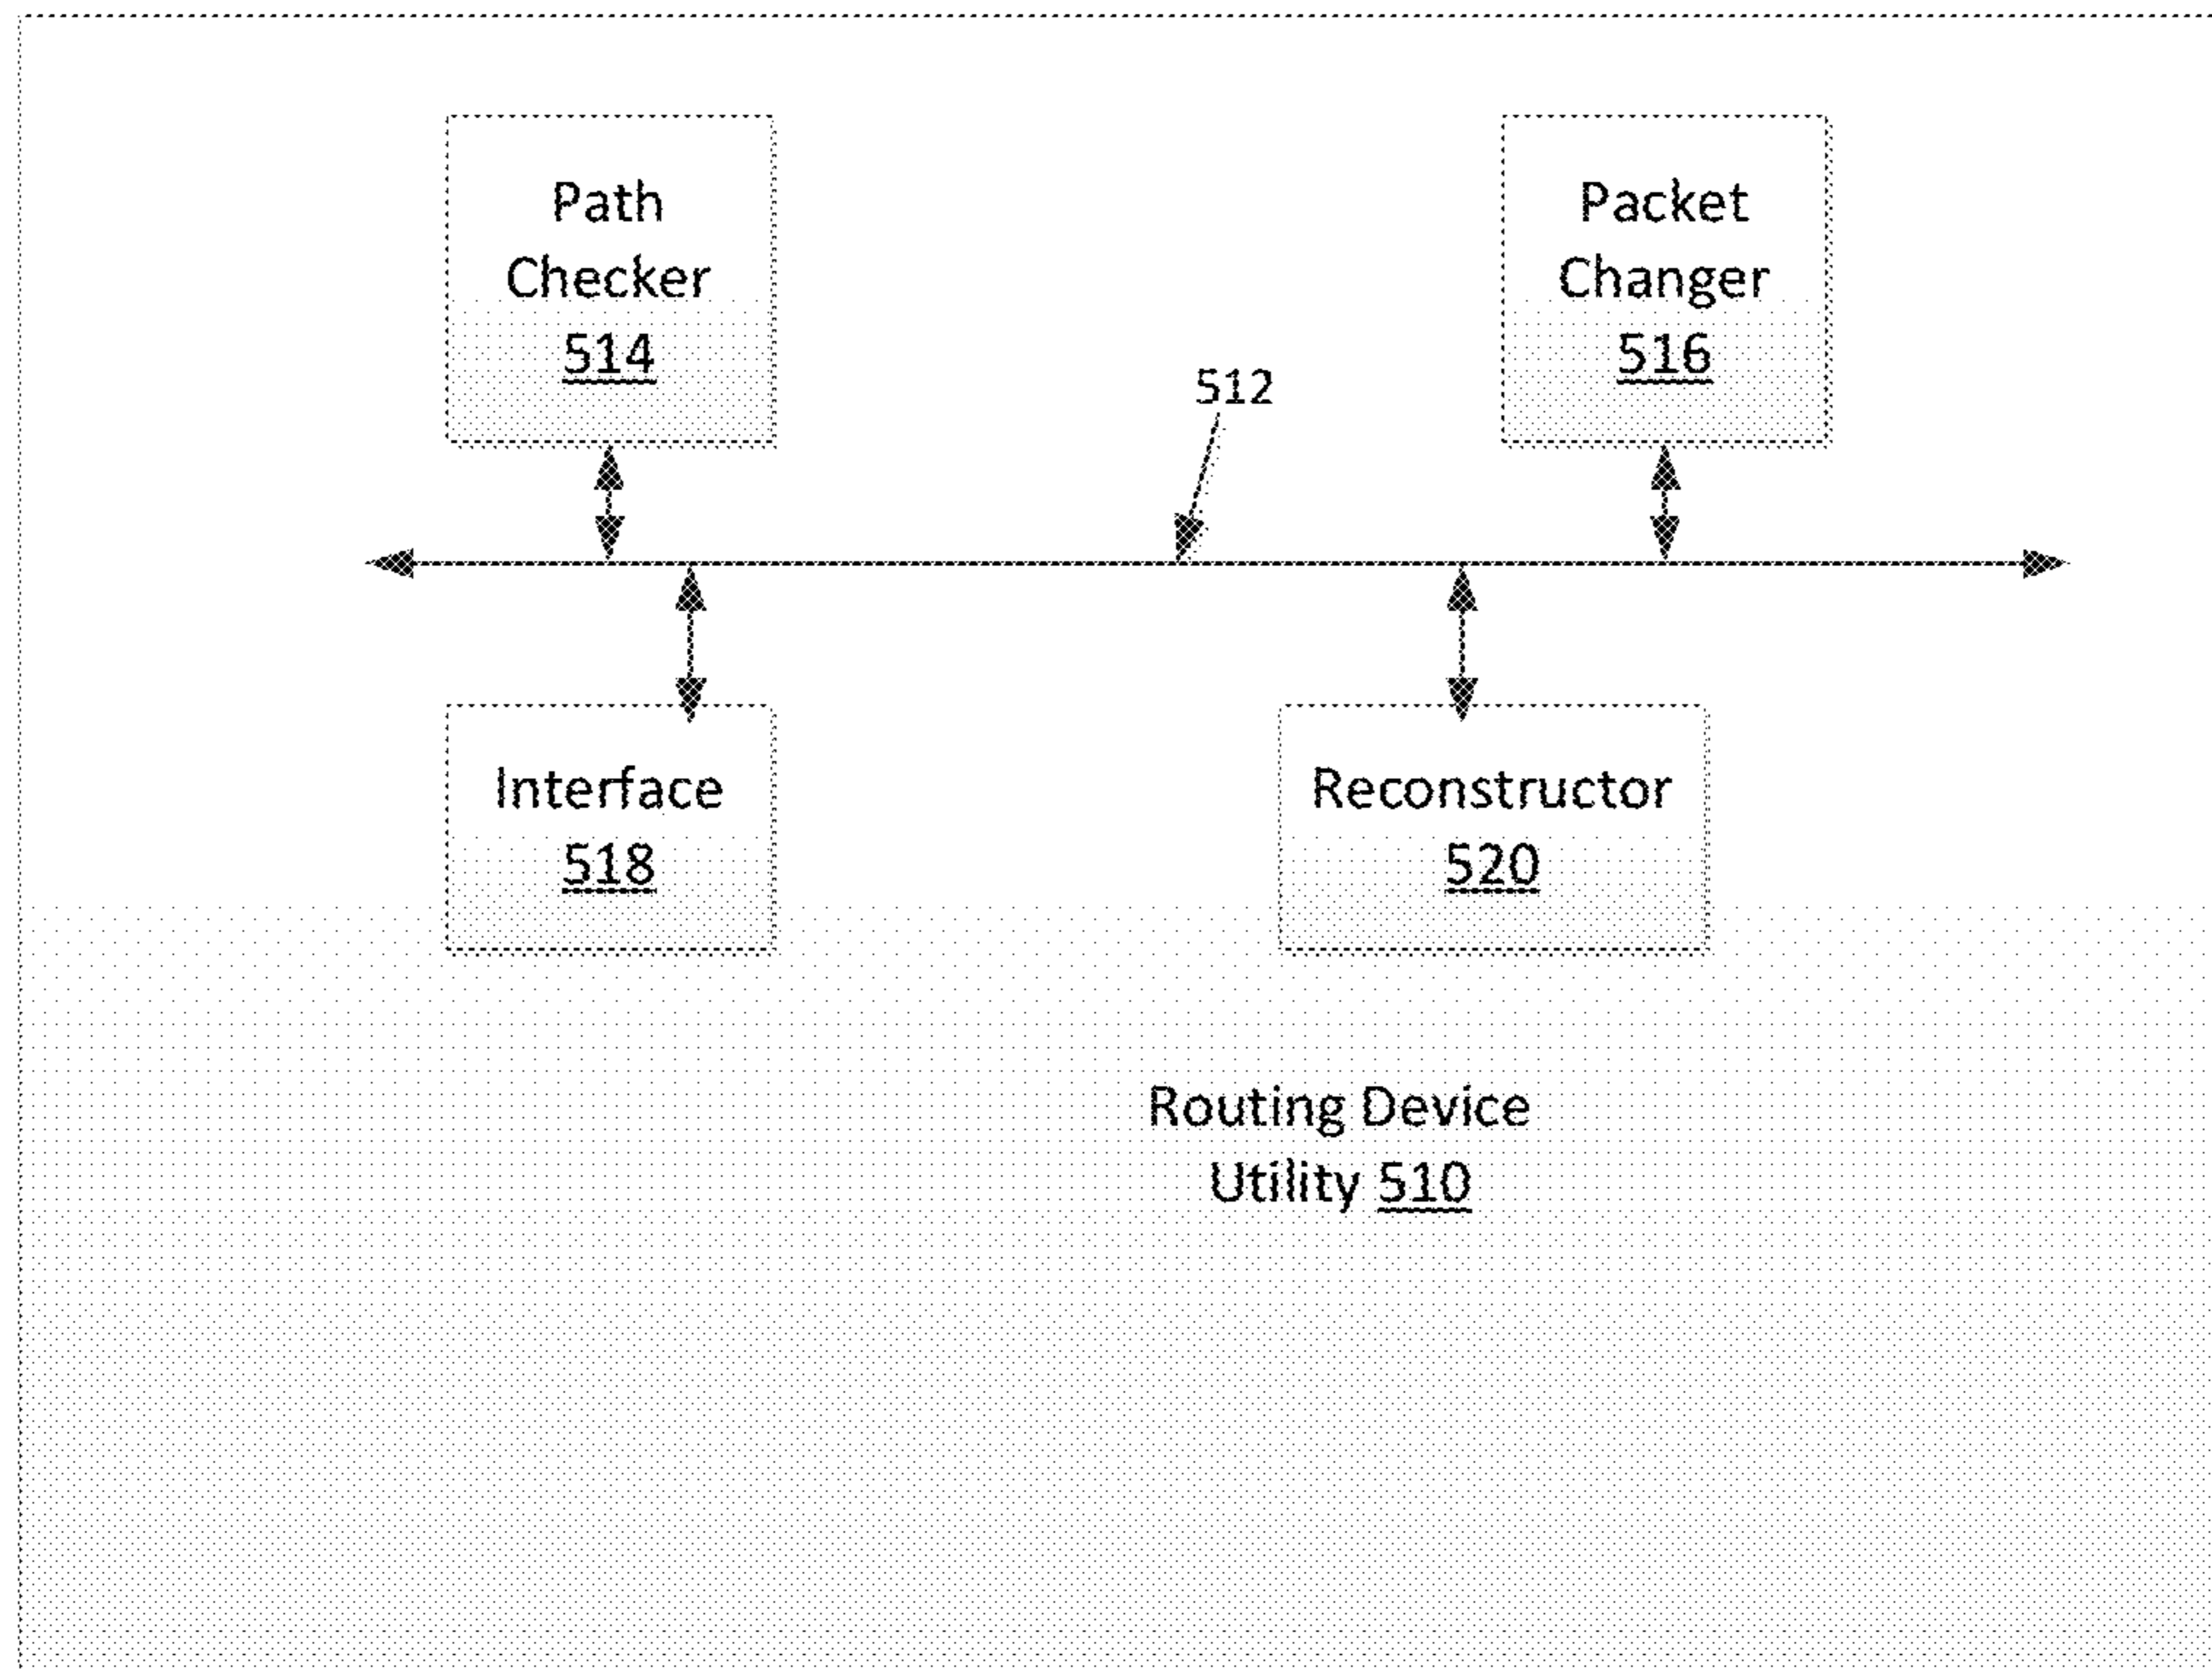 Path
Checker
514
Packet
Changer
516
512
Interface
518
Reconstructor
520
Routing Device
Utility 510